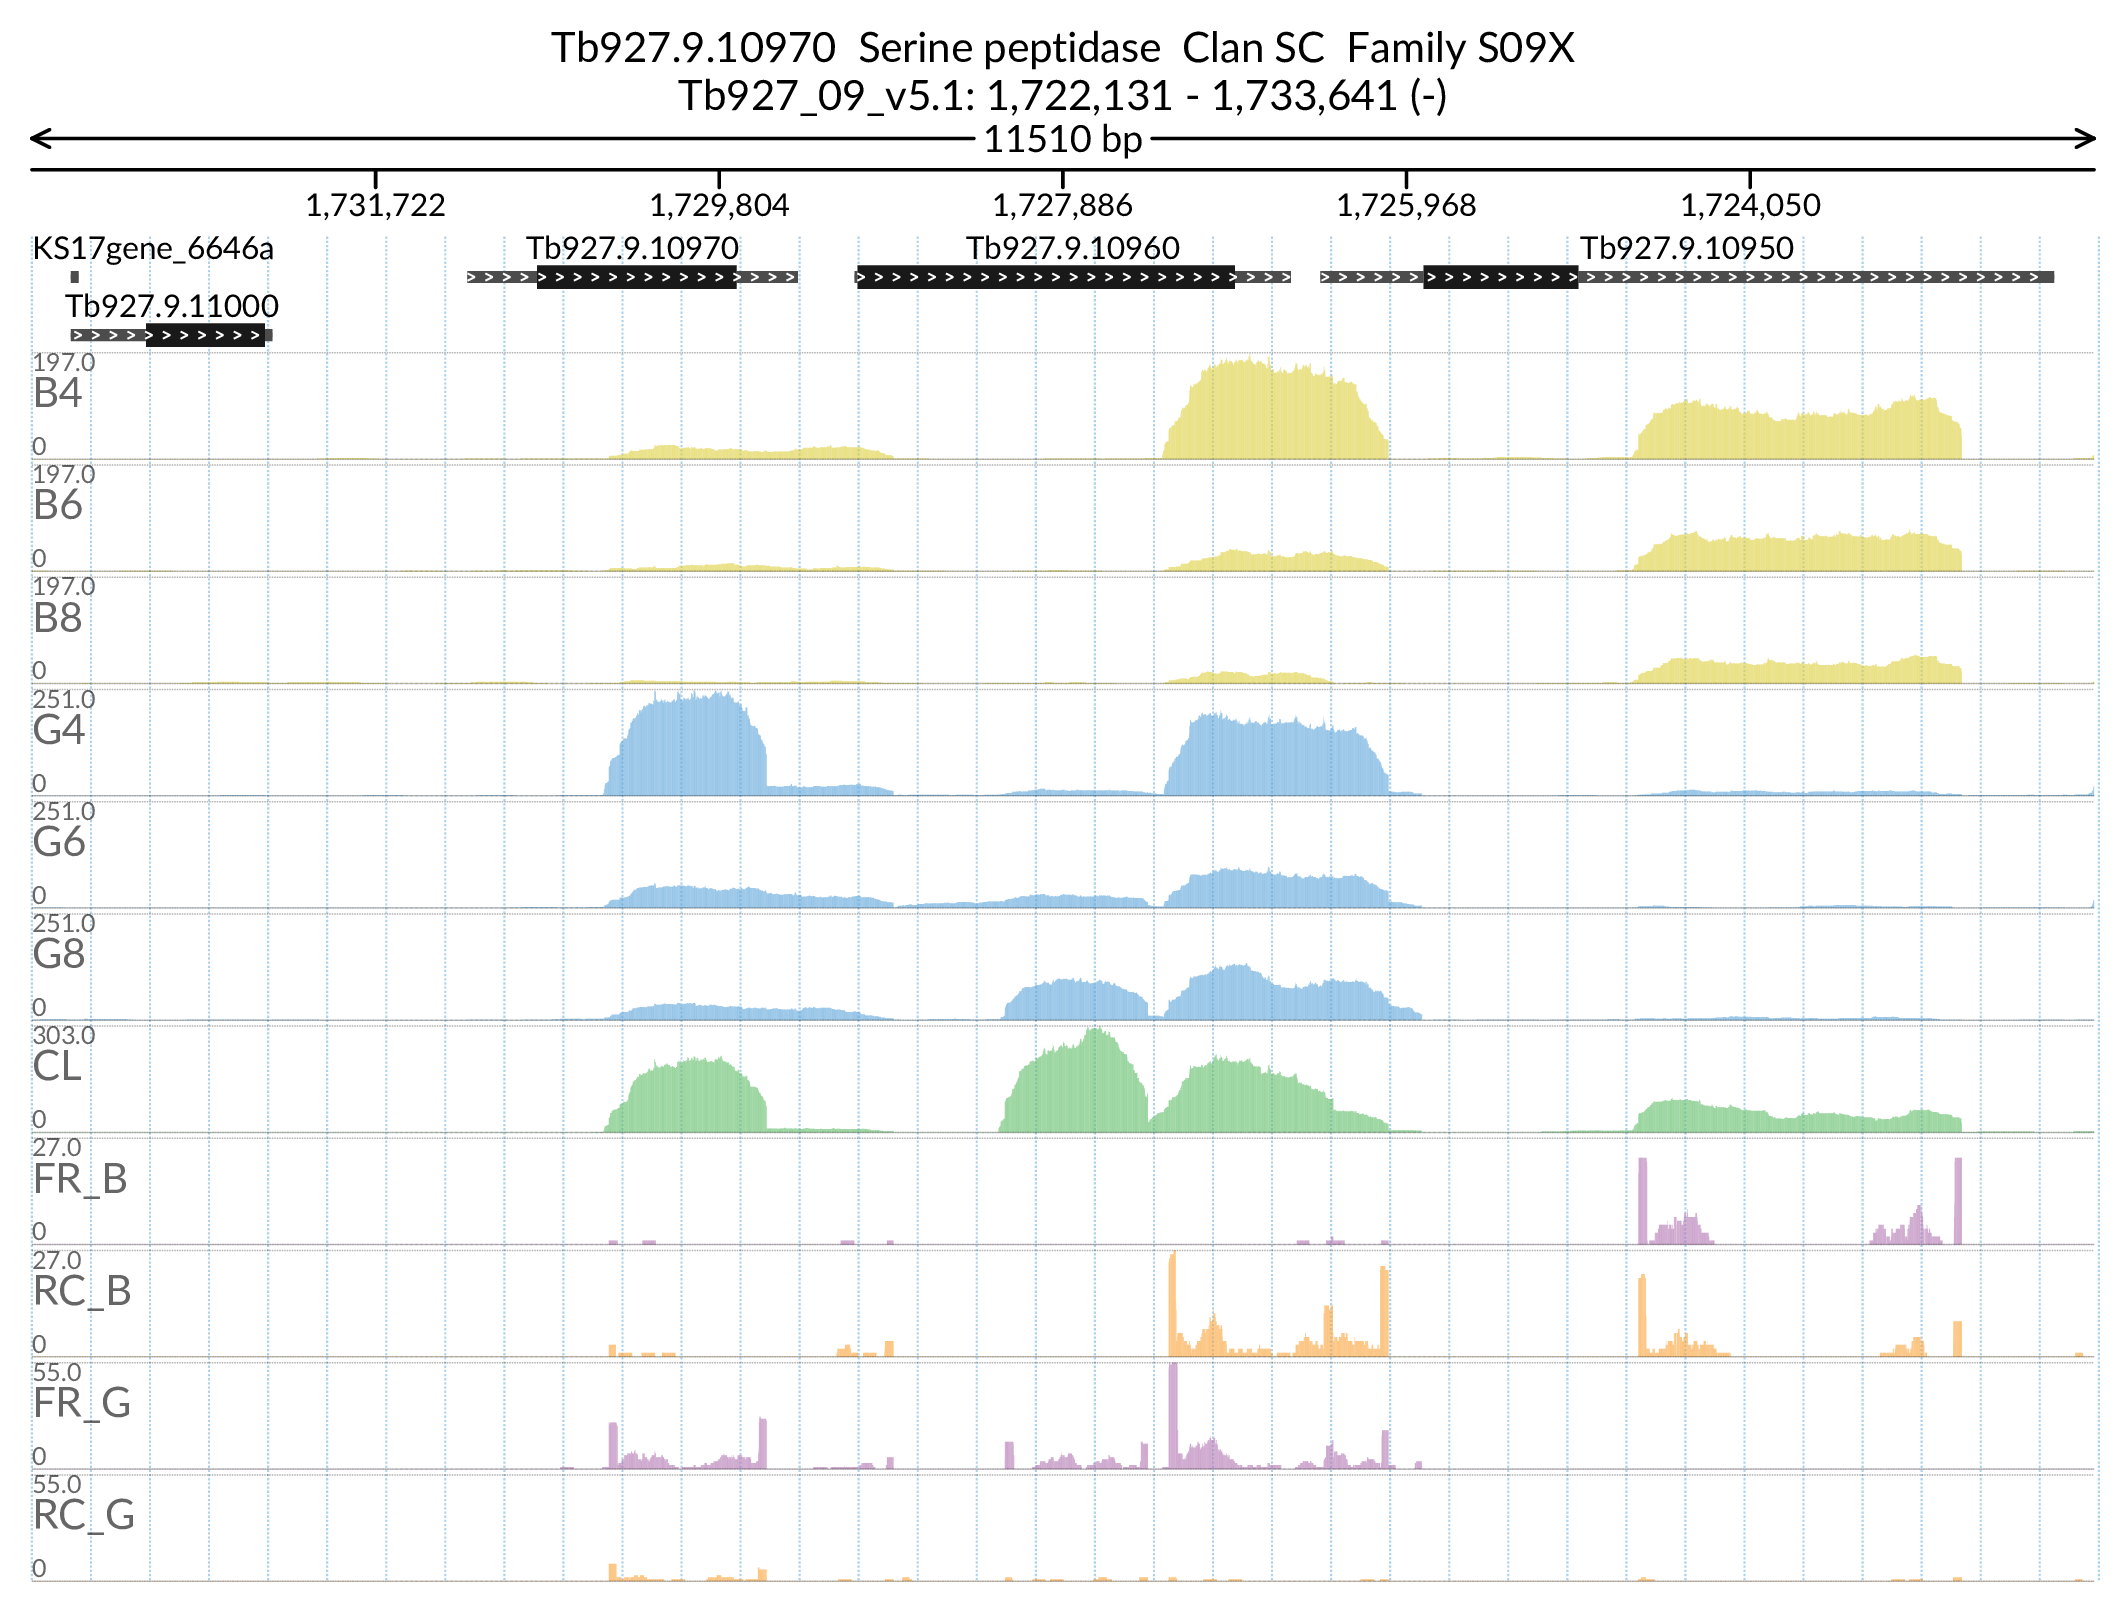 Tb927.9.10970  Serine peptidase  Clan SC  Family S09X
Tb927_09_v5.1: 1,722,131 - 1,733,641 (-)
11510 bp
1,731,722 1,729,804 1,727,886 1,725,968 1,724,050
KS17gene_6646a Tb927.9.10970 Tb927.9.10960 Tb927.9.10950
Tb927.9.11000
197.0
B4
0
197.0
B6
0
197.0
B8
0
251.0
G4
0
251.0
G6
0
251.0
G8
0
303.0
CL
0
27.0
FR_B
0
27.0
RC_B
0
55.0
FR_G
0
55.0
RC_G
0